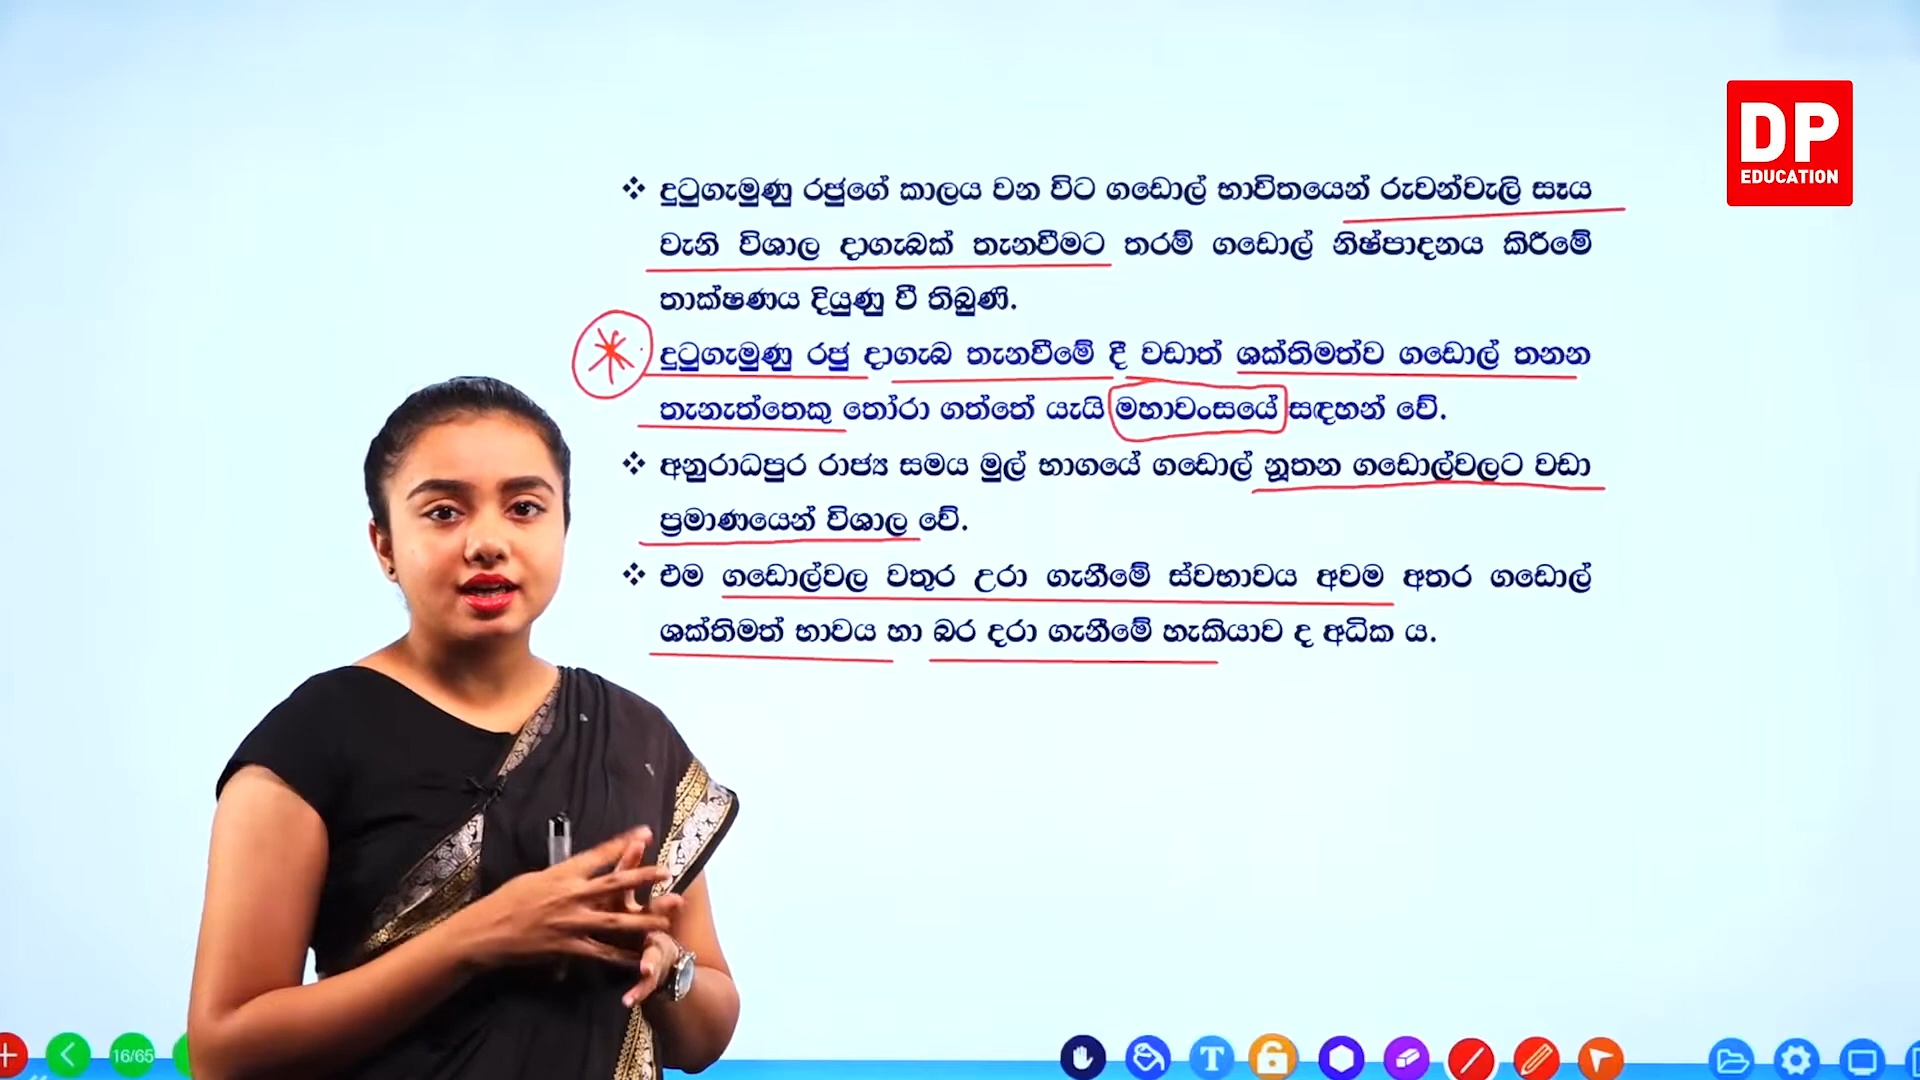 DP
EDUCATION
❖ දුටුගැමුණු රජුගේ කාලය වන විට ගඩොල් භාවිතයෙන් රුවන්වැලි සෑය
වැනි විශාල දාගැබක් තැනවීමට තරම් ගඩොල් නිෂ්පාදනය කිරීමේ
තාක්ෂණය දියුණු වී තිබුණි.
දුටුගැමුණු රජු දාගැබ තැනවීමේ දී වඩාත් ශක්තිමත්ව ගඩොල් තනන
තැනැත්තෙකු තෝරා ගත්තේ යැයි මහාවංසයේ සඳහන් වේ.
❖ අනුරාධපුර රාජ්‍ය සමය මුල් භාගයේ ගඩොල් නූතන ගඩොල්වලට වඩා
ප්‍රමාණයෙන් විශාල වේ.
❖ එම ගඩොල්වල වතුර උරා ගැනීමේ ස්වභාවය අවම අතර ගඩොල්
ශක්තිමත් භාවය හා බර දරා ගැනීමේ හැකියාව ද අධික ය.
16/65
T